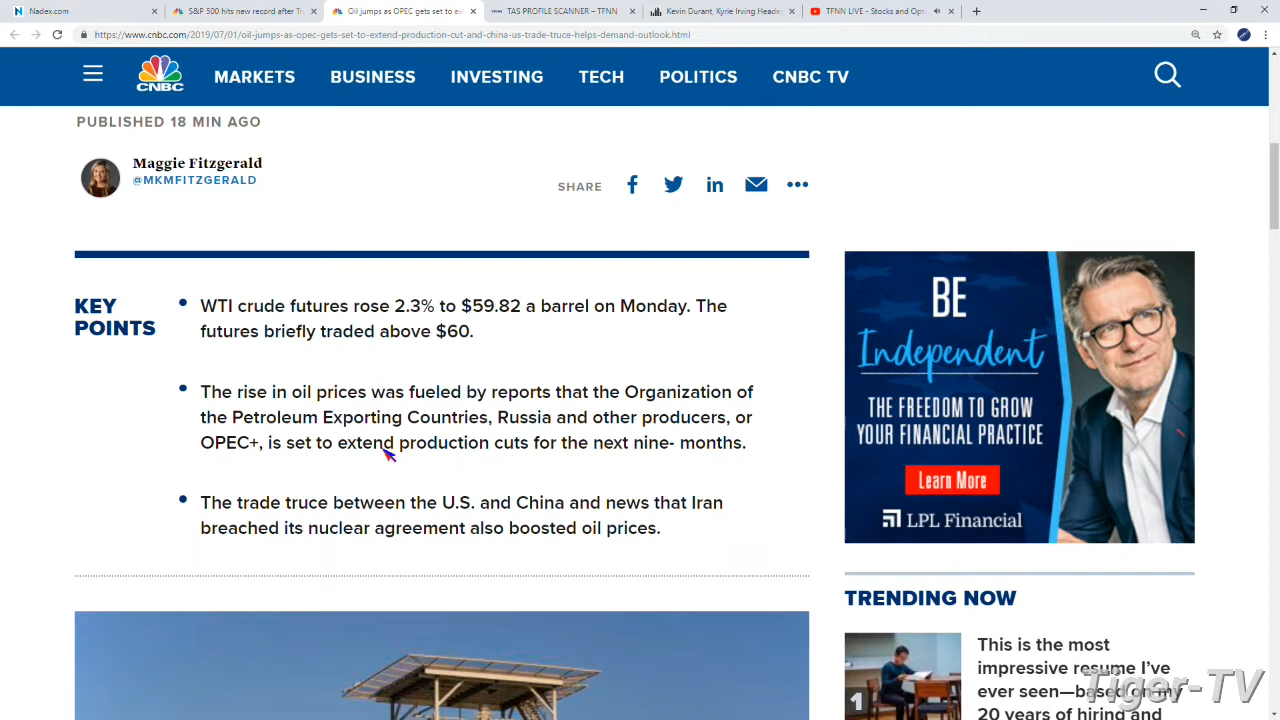 Nadex.com
S&P 500 hits new record after Tru
Oil jumps as OPEC gets set to ex
TAS PROFILE SCANNER – TFNN
Kevin Durant, Kyrie Irving Heade
TFNN LIVE - Stocks and Opt
https://www.cnbc.com/2019/07/01/oil-jumps-as-opec-gets-set-to-extend-production-cut-and-china-us-trade-truce-helps-demand-outlook.html
CNBC
MARKETS BUSINESS INVESTING TECH POLITICS CNBC TV
PUBLISHED 18 MIN AGO
Maggie Fitzgerald
@MKMFITZGERALD
SHARE
KEY
POINTS
WTI crude futures rose 2.3% to $59.82 a barrel on Monday. The
futures briefly traded above $60.
The rise in oil prices was fueled by reports that the Organization of
the Petroleum Exporting Countries, Russia and other producers, or
OPEC+, is set to extend production cuts for the next nine- months.
The trade truce between the U.S. and China and news that Iran
breached its nuclear agreement also boosted oil prices.
BE
Independent
THE FREEDOM TO GROW
YOUR FINANCIAL PRACTICE
Learn More
LPL Financial
TRENDING NOW
1
This is the most
impressive resume I've
ever seen—based on my
20 years of hiring and
Tiger-TV